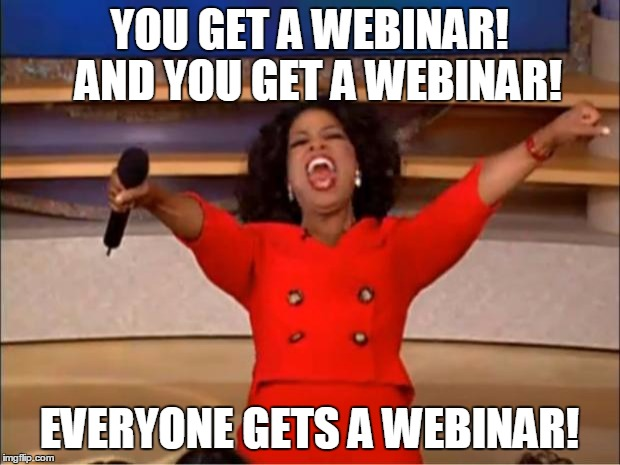 YOU GET A WEBINAR!
AND YOU GET A WEBINAR!
EVERYONE GETS A WEBINAR!
imgflip.com